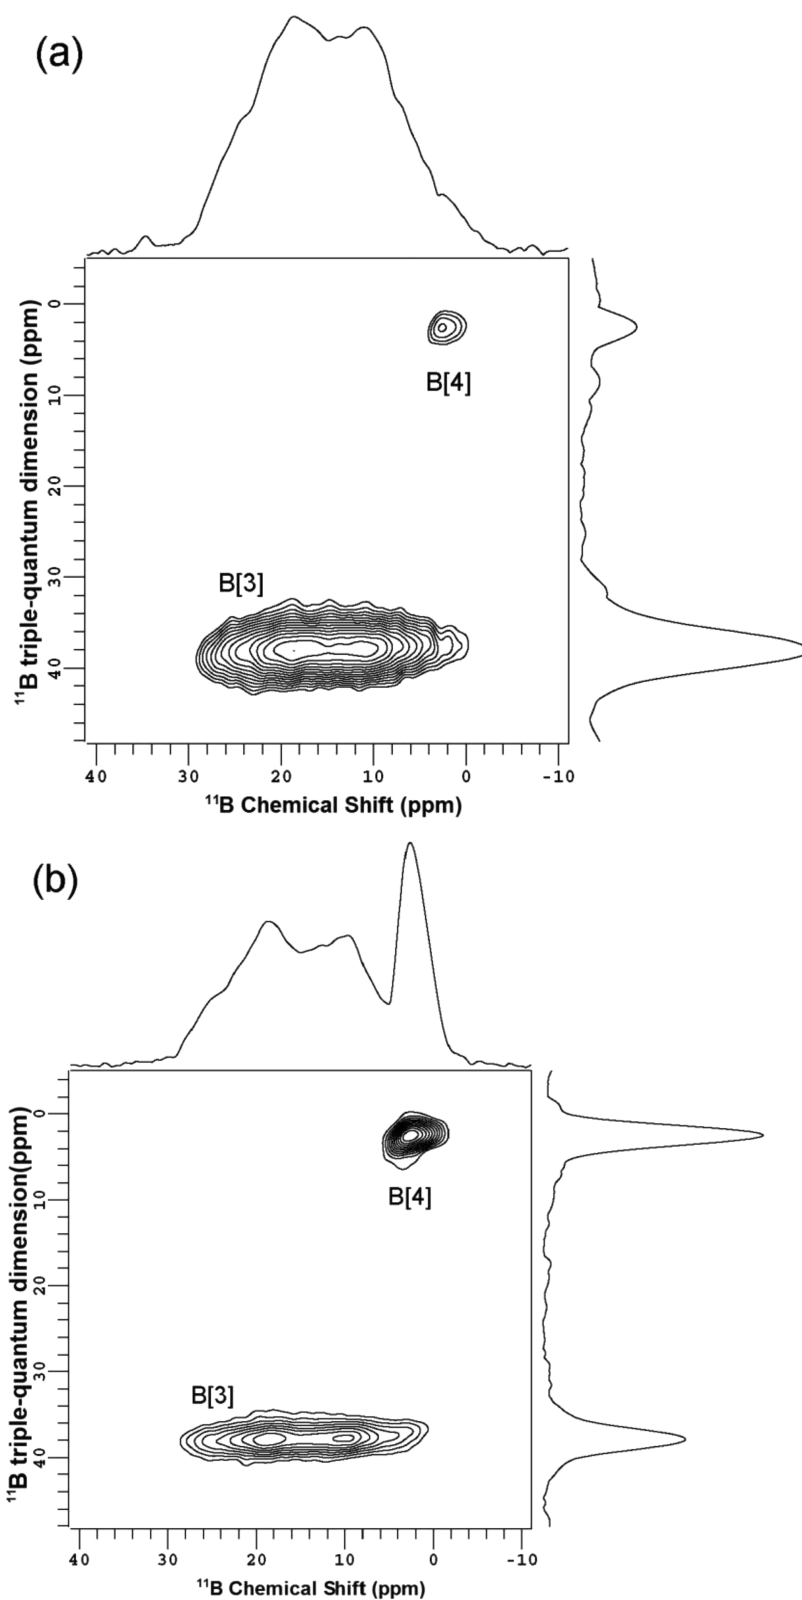 (a)
0
10
20
30
40
¹¹B triple-quantum dimension (ppm)
B[4]
B[3]
40 30 20 10 0 -10
¹¹B Chemical Shift (ppm)
(b)
0
10
20
30
40
¹¹B triple-quantum dimension(ppm)
B[4]
B[3]
40 30 20 10 0 -10
¹¹B Chemical Shift (ppm)